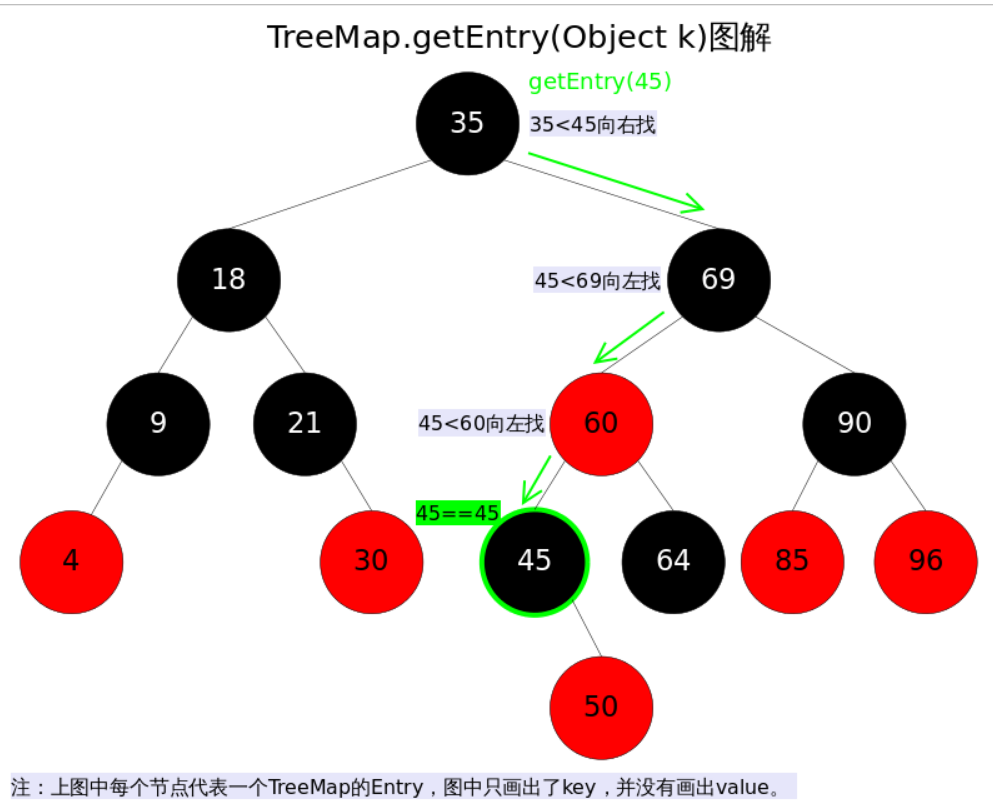 TreeMap.getEntry(Object k)图解
getEntry(45)
35
35<45向右找
18
45<69向左找
69
9
21
45<60向左找
60
90
45==45
4
30
45
64
85
96
50
注：上图中每个节点代表一个TreeMap的Entry，图中只画出了key，并没有画出value。